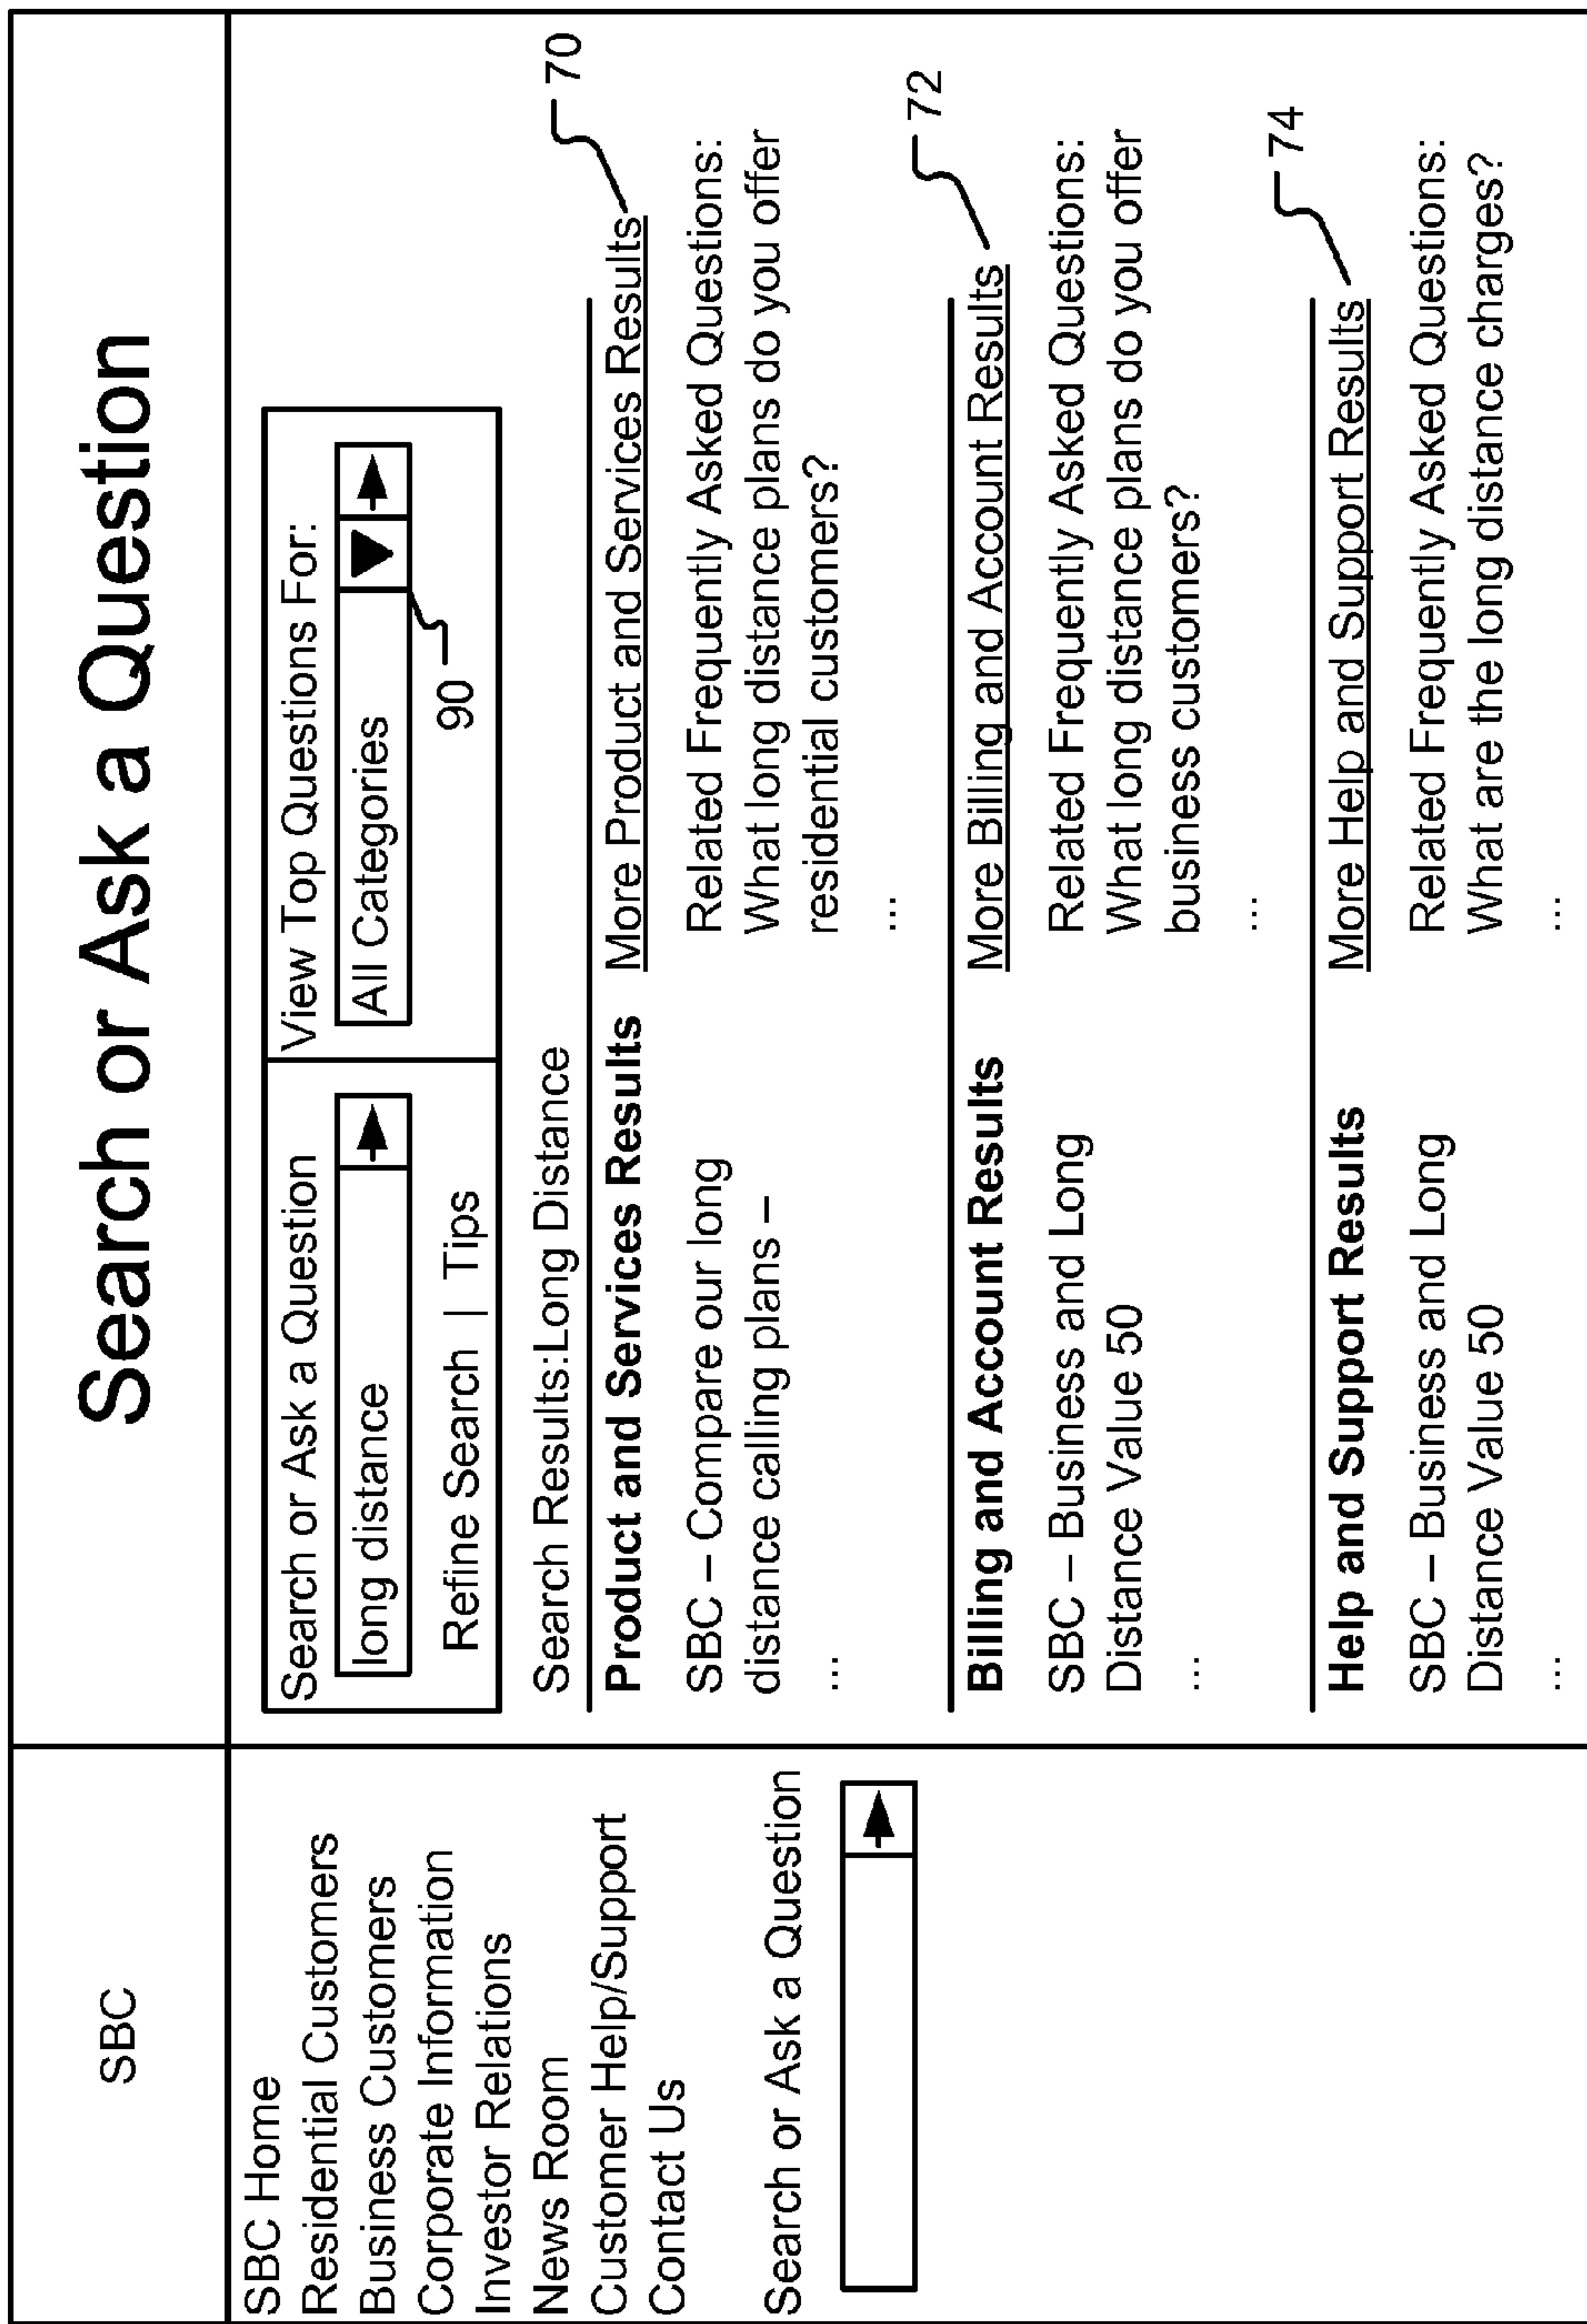 SBC
Search or Ask a Question
SBC Home
Residential Customers
Business Customers
Corporate Information
Investor Relations
News Room
Customer Help/Support
Contact Us
Search or Ask a Question
Search or Ask a Question
long distance
Refine Search | Tips
View Top Questions For:
All Categories
90
Search Results:Long Distance
Product and Services Results
More Product and Services Results
70
SBC – Compare our long
distance calling plans –
...
Related Frequently Asked Questions:
What long distance plans do you offer
residential customers?
...
Billing and Account Results
More Billing and Account Results
72
SBC – Business and Long
Distance Value 50
...
Related Frequently Asked Questions:
What long distance plans do you offer
business customers?
...
Help and Support Results
More Help and Support Results
74
SBC – Business and Long
Distance Value 50
...
Related Frequently Asked Questions:
What are the long distance charges?
...